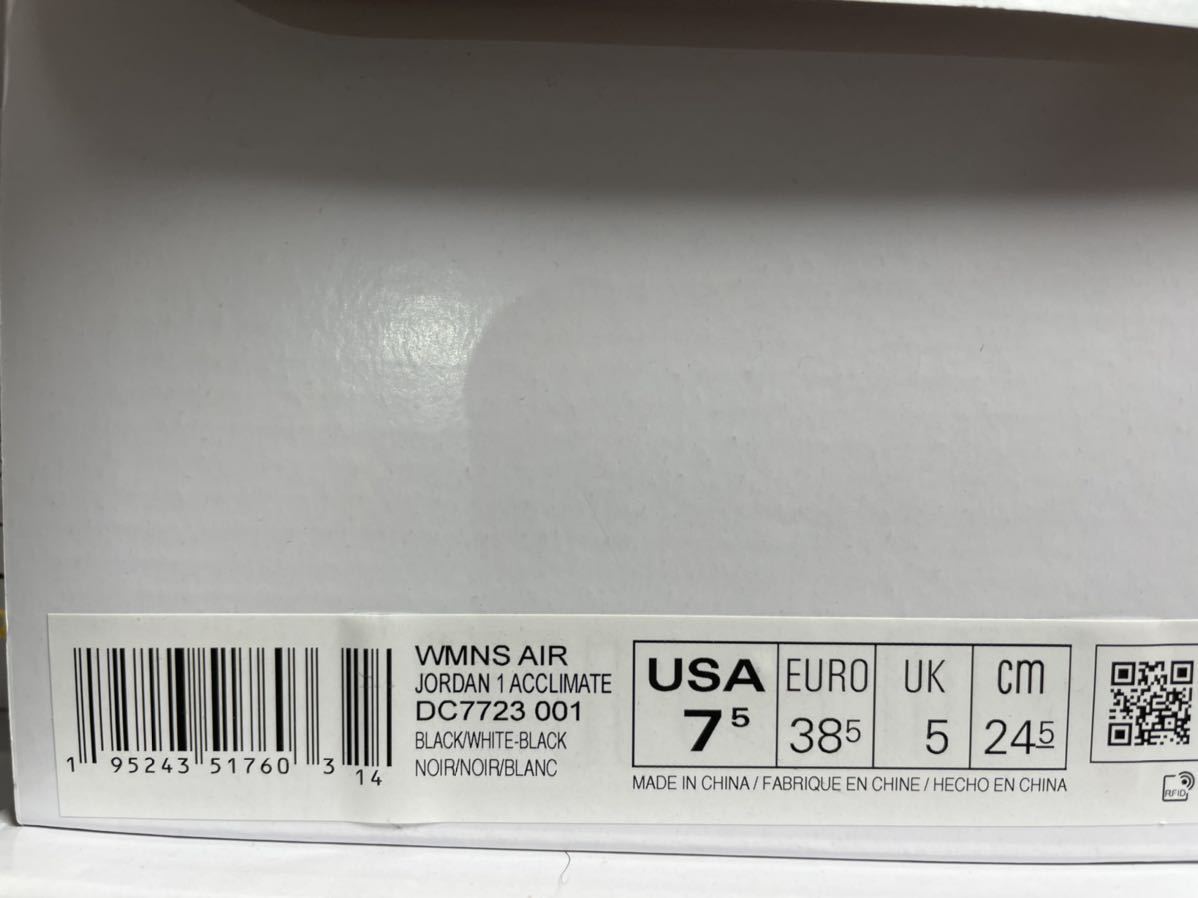 1 95243 51760 3 14
WMNS AIR
JORDAN 1 ACCLIMATE
DC7723 001
BLACK/WHITE-BLACK
NOIR/NOIR/BLANC
USA EURO UK cm
7⁵ 38⁵ 5 24⁵
MADE IN CHINA / FABRIQUE EN CHINE / HECHO EN CHINA
RFID